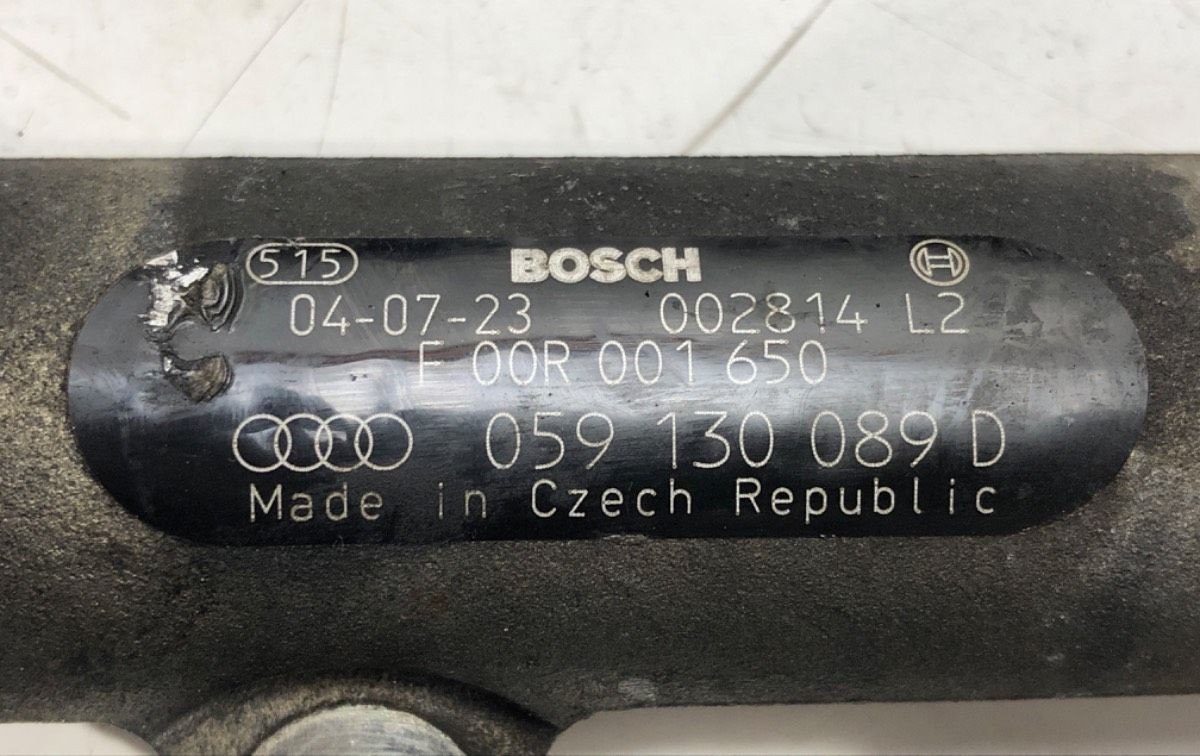 515 BOSCH
04-07-23 002814 L2
F 00R 001 650
059 130 089 D
Made in Czech Republic